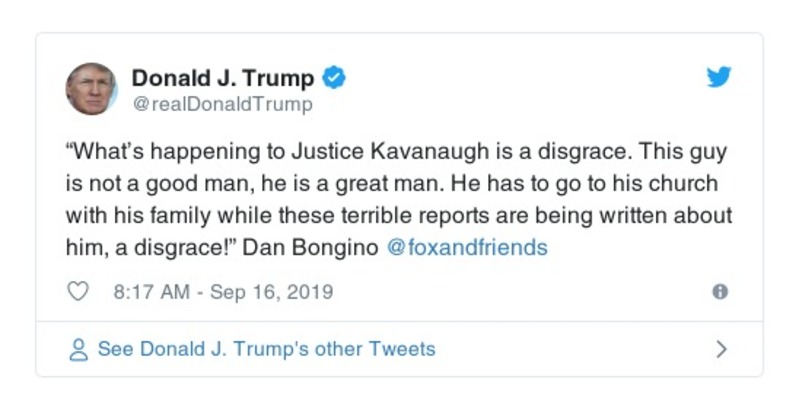 Donald J. Trump
@realDonaldTrump
“What’s happening to Justice Kavanaugh is a disgrace. This guy
is not a good man, he is a great man. He has to go to his church
with his family while these terrible reports are being written about
him, a disgrace!” Dan Bongino @foxandfriends
8:17 AM - Sep 16, 2019
See Donald J. Trump's other Tweets